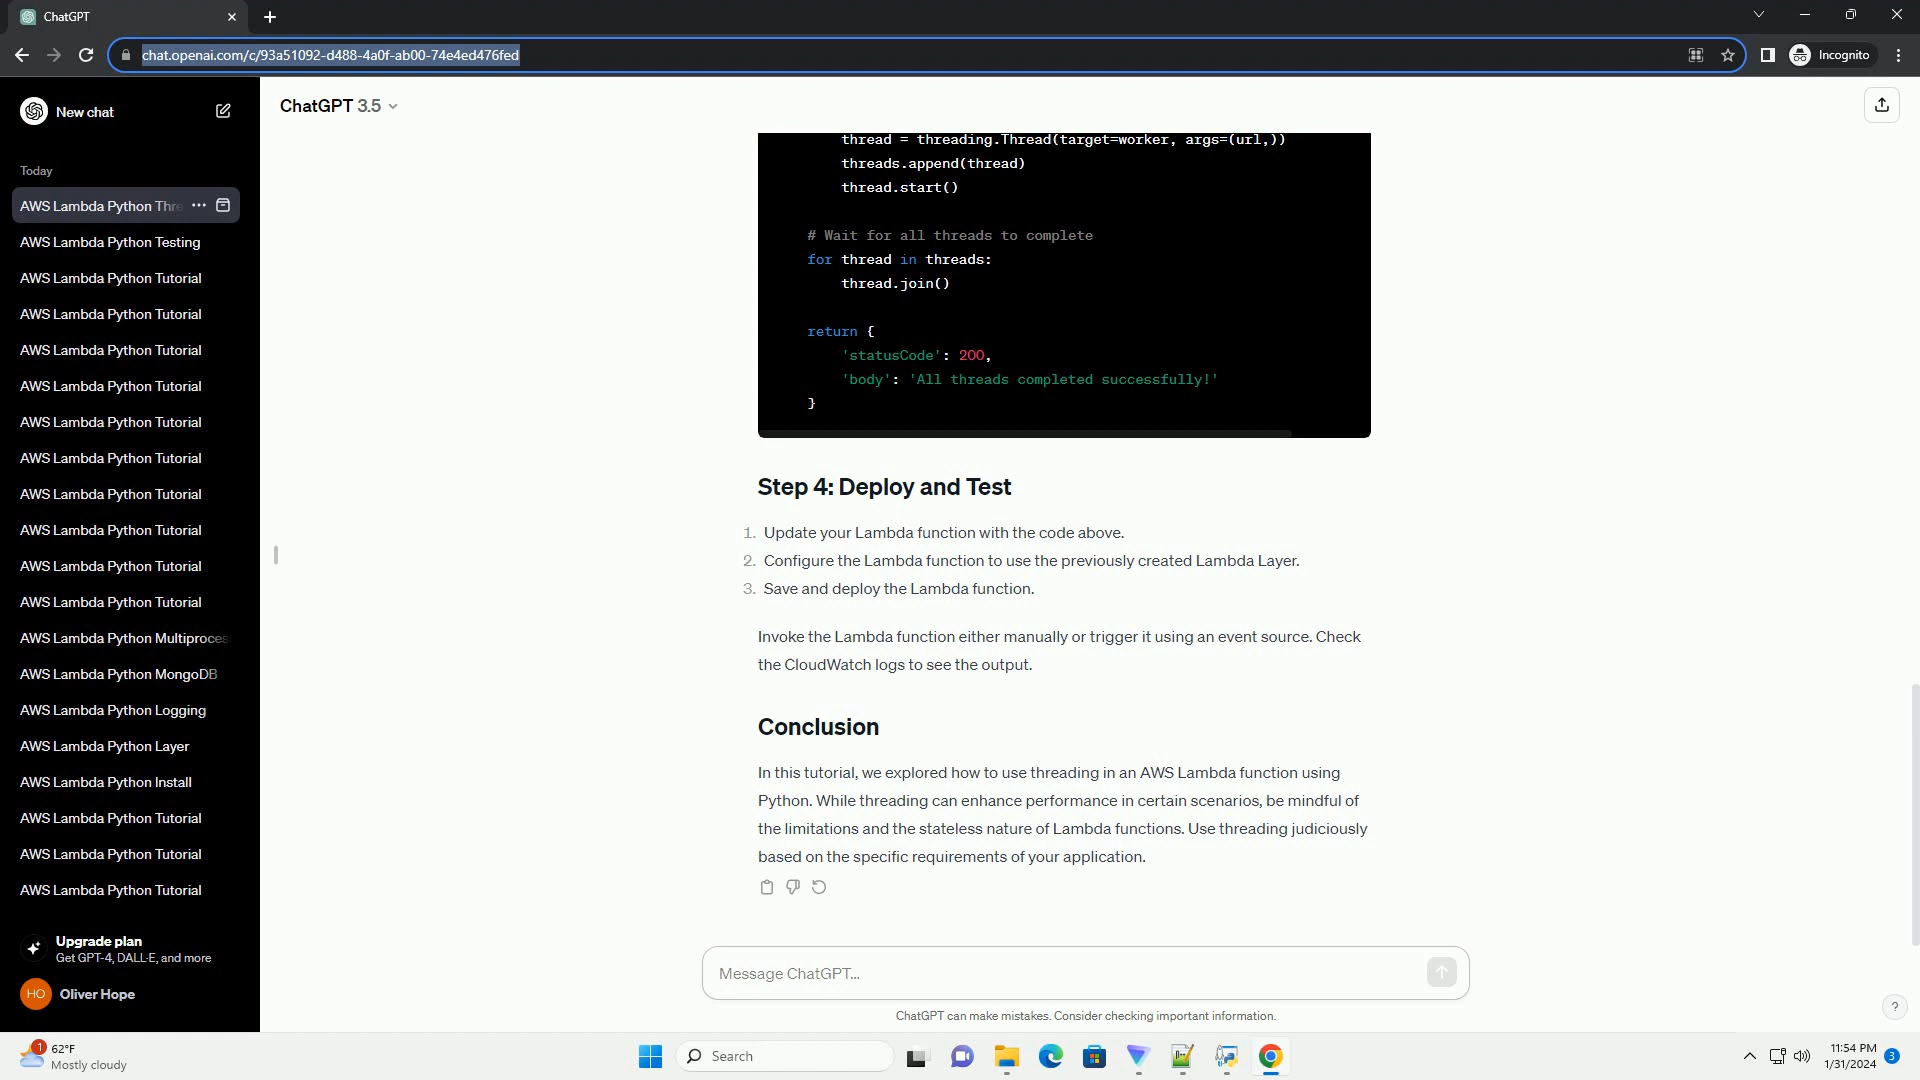 ChatGPT
chat.openai.com/c/93a51092-d488-4a0f-ab00-74e4ed476fed
Incognito
New chat
Today
AWS Lambda Python Thre
AWS Lambda Python Testing
AWS Lambda Python Tutorial
AWS Lambda Python Tutorial
AWS Lambda Python Tutorial
AWS Lambda Python Tutorial
AWS Lambda Python Tutorial
AWS Lambda Python Tutorial
AWS Lambda Python Tutorial
AWS Lambda Python Tutorial
AWS Lambda Python Tutorial
AWS Lambda Python Tutorial
AWS Lambda Python Multiproces
AWS Lambda Python MongoDB
AWS Lambda Python Logging
AWS Lambda Python Layer
AWS Lambda Python Install
AWS Lambda Python Tutorial
AWS Lambda Python Tutorial
AWS Lambda Python Tutorial
Upgrade plan
Get GPT-4, DALL·E, and more
HO
Oliver Hope
ChatGPT 3.5
thread = threading.Thread(target=worker, args=(url,))
threads.append(thread)
thread.start()
# Wait for all threads to complete
for thread in threads:
thread.join()
return {
'statusCode': 200,
'body': 'All threads completed successfully!'
}
Step 4: Deploy and Test
1. Update your Lambda function with the code above.
2. Configure the Lambda function to use the previously created Lambda Layer.
3. Save and deploy the Lambda function.
Invoke the Lambda function either manually or trigger it using an event source. Check
the CloudWatch logs to see the output.
Conclusion
In this tutorial, we explored how to use threading in an AWS Lambda function using
Python. While threading can enhance performance in certain scenarios, be mindful of
the limitations and the stateless nature of Lambda functions. Use threading judiciously
based on the specific requirements of your application.
Message ChatGPT...
ChatGPT can make mistakes. Consider checking important information.
?
1
62°F
Mostly cloudy
Search
11:54 PM
1/31/2024
3